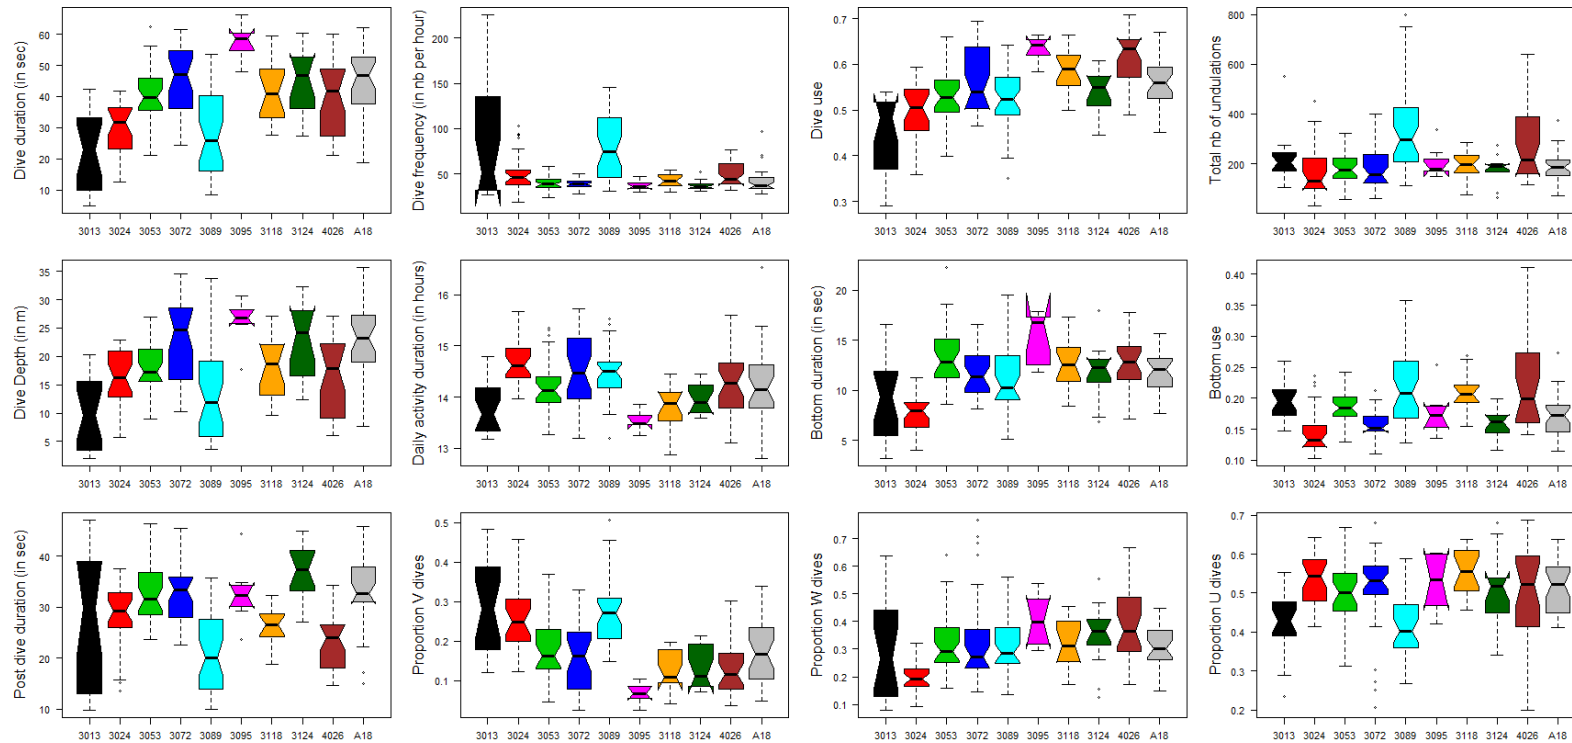 Dive duration (in sec)
60
50
40
30
20
10
3013 3024 3053 3072 3089 3095 3118 3124 4026 A18
Dive frequency (in nb per hour)
200
150
100
50
3013 3024 3053 3072 3089 3095 3118 3124 4026 A18
Dive use
0.7
0.6
0.5
0.4
0.3
3013 3024 3053 3072 3089 3095 3118 3124 4026 A18
Total nb of undulations
800
600
400
200
3013 3024 3053 3072 3089 3095 3118 3124 4026 A18
Dive Depth (in m)
35
30
25
20
15
10
5
3013 3024 3053 3072 3089 3095 3118 3124 4026 A18
Daily activity duration (in hours)
16
15
14
13
3013 3024 3053 3072 3089 3095 3118 3124 4026 A18
Bottom duration (in sec)
20
15
10
5
3013 3024 3053 3072 3089 3095 3118 3124 4026 A18
Bottom use
0.40
0.35
0.30
0.25
0.20
0.15
0.10
3013 3024 3053 3072 3089 3095 3118 3124 4026 A18
Post dive duration (in sec)
40
30
20
10
3013 3024 3053 3072 3089 3095 3118 3124 4026 A18
Proportion V dives
0.5
0.4
0.3
0.2
0.1
3013 3024 3053 3072 3089 3095 3118 3124 4026 A18
Proportion W dives
0.7
0.6
0.5
0.4
0.3
0.2
0.1
3013 3024 3053 3072 3089 3095 3118 3124 4026 A18
Proportion U dives
0.7
0.6
0.5
0.4
0.3
0.2
3013 3024 3053 3072 3089 3095 3118 3124 4026 A18